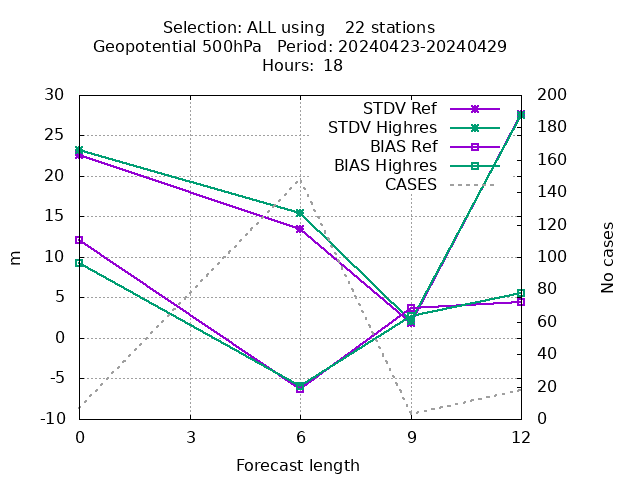 Selection: ALL using    22 stations
Geopotential 500hPa   Period: 20240423-20240429
Hours: 18
STDV Ref
STDV Highres
BIAS Ref
BIAS Highres
CASES
30
25
20
15
10
5
0
-5
-10
m
200
180
160
140
120
100
80
60
40
20
0
No cases
0 3 6 9 12
Forecast length